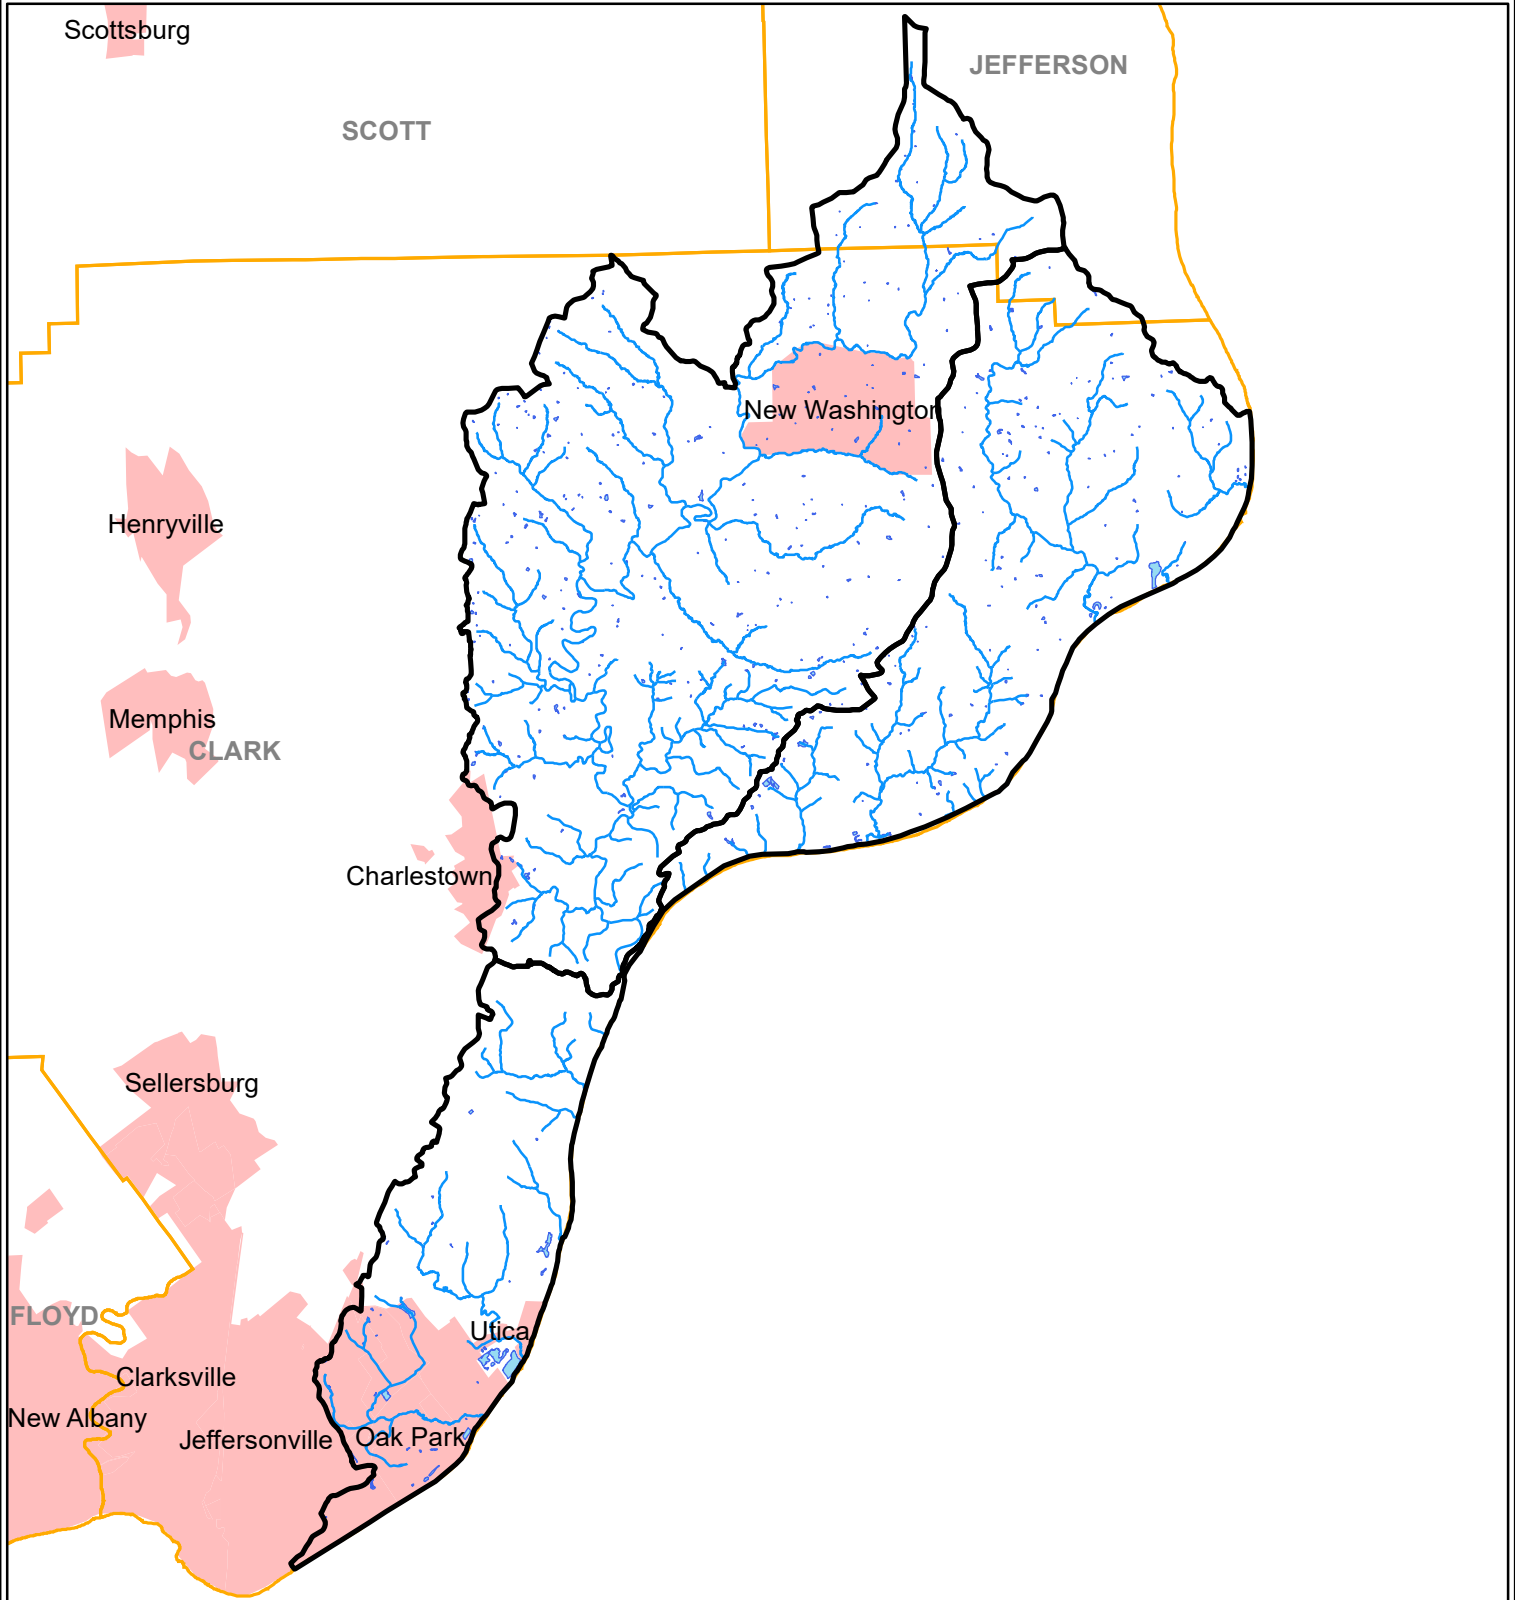 Scottsburg
JEFFERSON
SCOTT
New Washington
Henryville
Memphis
CLARK
Charlestown
Sellersburg
FLOYD
Utica
Clarksville
New Albany
Jeffersonville
Oak Park